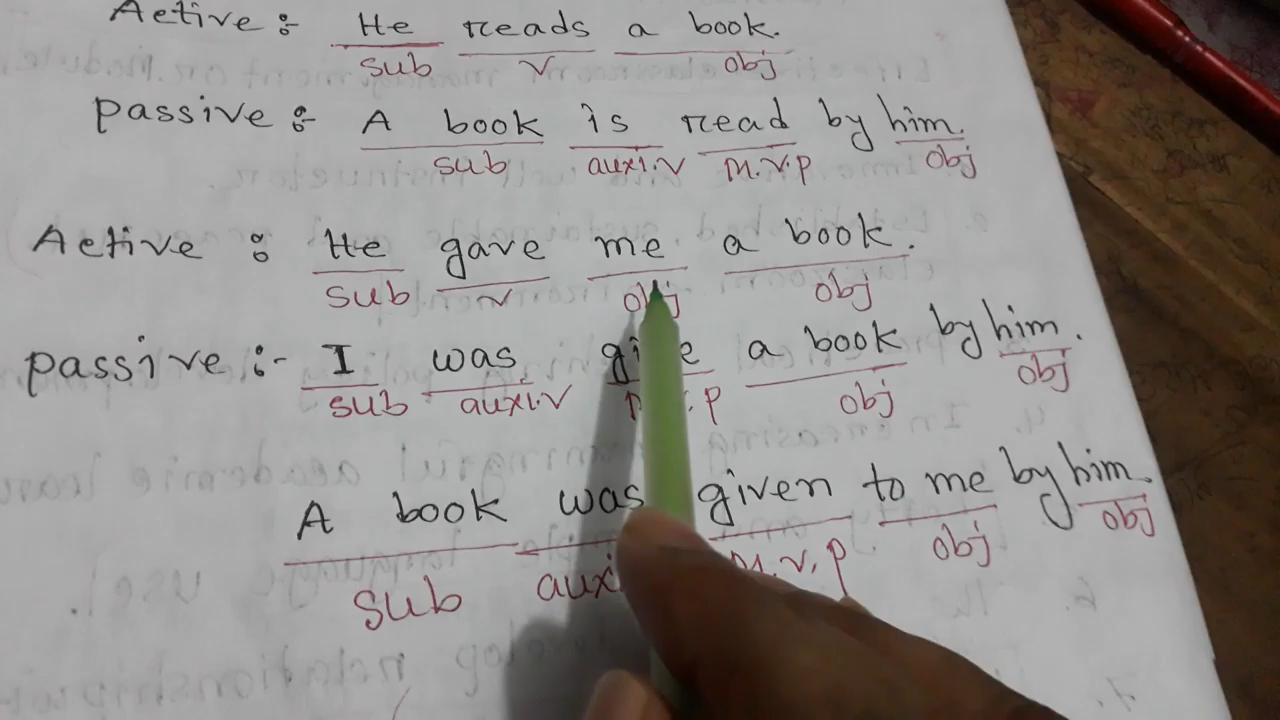 Active :- He reads a book.
sub v obj
Passive :- A book is read by him.
sub auxi.v m.v.p obj
Active : He gave me a book.
sub v obj obj
Passive :- I was a book by him.
sub auxi.v obj obj
A book was given to me by him.
sub m.v.p obj obj